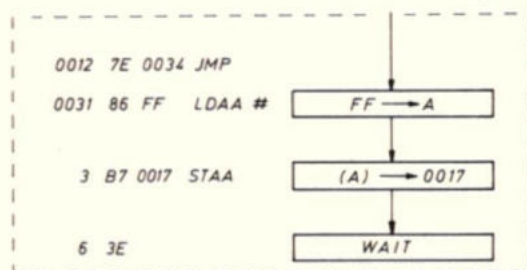 0012 7E 0034 JMP
0031 86 FF LDAA # FF → A
3 B7 0017 STAA (A) → 0017
6 3E WAIT